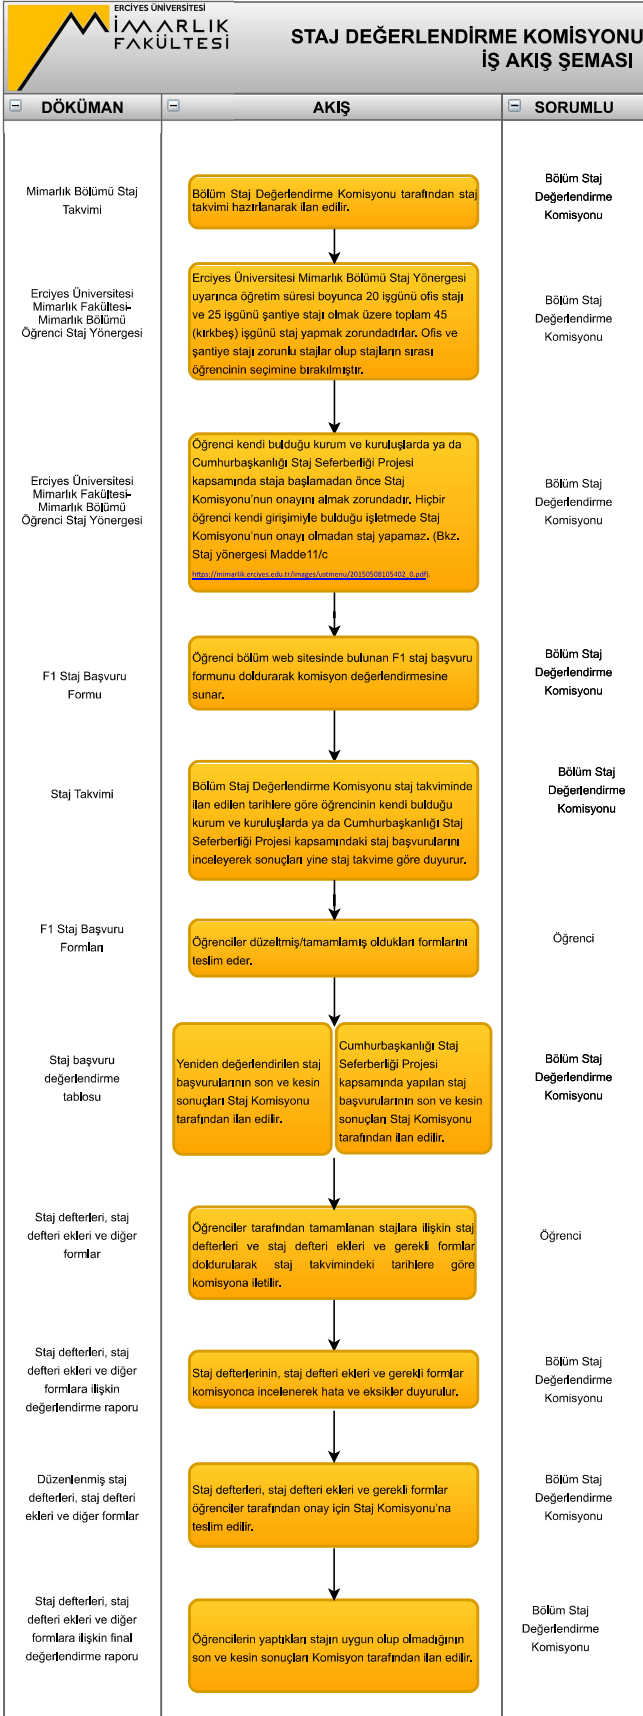 ERCİYES ÜNİVERSİTESİ
MİMARLIK
FAKÜLTESİ
STAJ DEĞERLENDİRME KOMİSYONU
İŞ AKIŞ ŞEMASI
DÖKÜMAN
AKIŞ
SORUMLU
Mimarlık Bölümü Staj
Takvimi
Bölüm Staj Değerlendirme Komisyonu tarafından staj
takvimi hazırlanarak ilan edilir.
Bölüm Staj
Değerlendirme
Komisyonu
Erciyes Üniversitesi
Mimarlık Fakültesi-
Mimarlık Bölümü
Öğrenci Staj Yönergesi
Erciyes Üniversitesi Mimarlık Bölümü Staj Yönergesi
uyarınca öğretim süresi boyunca 20 işgünü ofis stajı
ve 25 işgünü şantiye stajı olmak üzere toplam 45
(kırkbeş) işgünü staj yapmak zorundadırlar. Ofis ve
şantiye stajı zorunlu stajlar olup stajların sırası
öğrencinin seçimine bırakılmıştır.
Bölüm Staj
Değerlendirme
Komisyonu
Erciyes Üniversitesi
Mimarlık Fakültesi-
Mimarlık Bölümü
Öğrenci Staj Yönergesi
Öğrenci kendi bulduğu kurum ve kuruluşlarda ya da
Cumhurbaşkanlığı Staj Seferberliği Projesi
kapsamında staja başlamadan önce Staj
Komisyonu'nun onayını almak zorundadır. Hiçbir
öğrenci kendi girişimiyle bulduğu işletmede Staj
Komisyonu'nun onayı olmadan staj yapamaz. (Bkz.
Staj yönergesi Madde11/c
https://mimarlik.erciyes.edu.tr/images/ustmenu/20150508105402_0.pdf).
Bölüm Staj
Değerlendirme
Komisyonu
F1 Staj Başvuru
Formu
Öğrenci bölüm web sitesinde bulunan F1 staj başvuru
formunu doldurarak komisyon değerlendirmesine
sunar.
Bölüm Staj
Değerlendirme
Komisyonu
Staj Takvimi
Bölüm Staj Değerlendirme Komisyonu staj takviminde
ilan edilen tarihlere göre öğrencinin kendi bulduğu
kurum ve kuruluşlarda ya da Cumhurbaşkanlığı Staj
Seferberliği Projesi kapsamındaki staj başvurularını
inceleyerek sonuçları yine staj takvime göre duyurur.
Bölüm Staj
Değerlendirme
Komisyonu
F1 Staj Başvuru
Formları
Öğrenciler düzeltmiş/tamamlamış oldukları formlarını
teslim eder.
Öğrenci
Staj başvuru
değerlendirme
tablosu
Yeniden değerlendirilen staj
başvurularının son ve kesin
sonuçları Staj Komisyonu
tarafından ilan edilir.
Cumhurbaşkanlığı Staj
Seferberliği Projesi
kapsamında yapılan staj
başvurularının son ve kesin
sonuçları Staj Komisyonu
tarafından ilan edilir.
Bölüm Staj
Değerlendirme
Komisyonu
Staj defterleri, staj
defteri ekleri ve diğer
formlar
Öğrenciler tarafından tamamlanan stajlara ilişkin staj
defterleri ve staj defteri ekleri ve gerekli formlar
doldurularak staj takvimindeki tarihlere göre
komisyona iletilir.
Öğrenci
Staj defterleri, staj
defteri ekleri ve diğer
formlara ilişkin
değerlendirme raporu
Staj defterlerinin, staj defteri ekleri ve gerekli formlar
komisyonca incelenerek hata ve eksikler duyurulur.
Bölüm Staj
Değerlendirme
Komisyonu
Düzenlenmiş staj
defterleri, staj defteri
ekleri ve diğer formlar
Staj defterleri, staj defteri ekleri ve gerekli formlar
öğrenciler tarafından onay için Staj Komisyonu'na
teslim edilir.
Bölüm Staj
Değerlendirme
Komisyonu
Staj defterleri, staj
defteri ekleri ve diğer
formlara ilişkin final
değerlendirme raporu
Öğrencilerin yaptıkları stajın uygun olup olmadığının
son ve kesin sonuçları Komisyon tarafından ilan edilir.
Bölüm Staj
Değerlendirme
Komisyonu